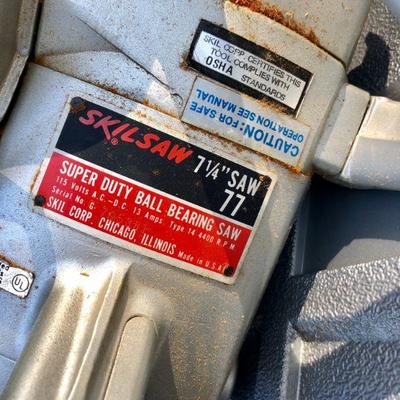 SKIL CORP. CERTIFIES THIS
TOOL COMPLIES WITH
OSHA STANDARDS
CAUTION: FOR SAFE
OPERATION SEE MANUAL
SKILSAW® 7 1/4" SAW
77
SUPER DUTY BALL BEARING SAW
115 Volts A.C.-D.C. 13 Amps Type 14 4400 R.P.M.
Serial No. G-
SKIL CORP. CHICAGO, ILLINOIS Made in U.S.A.
UL